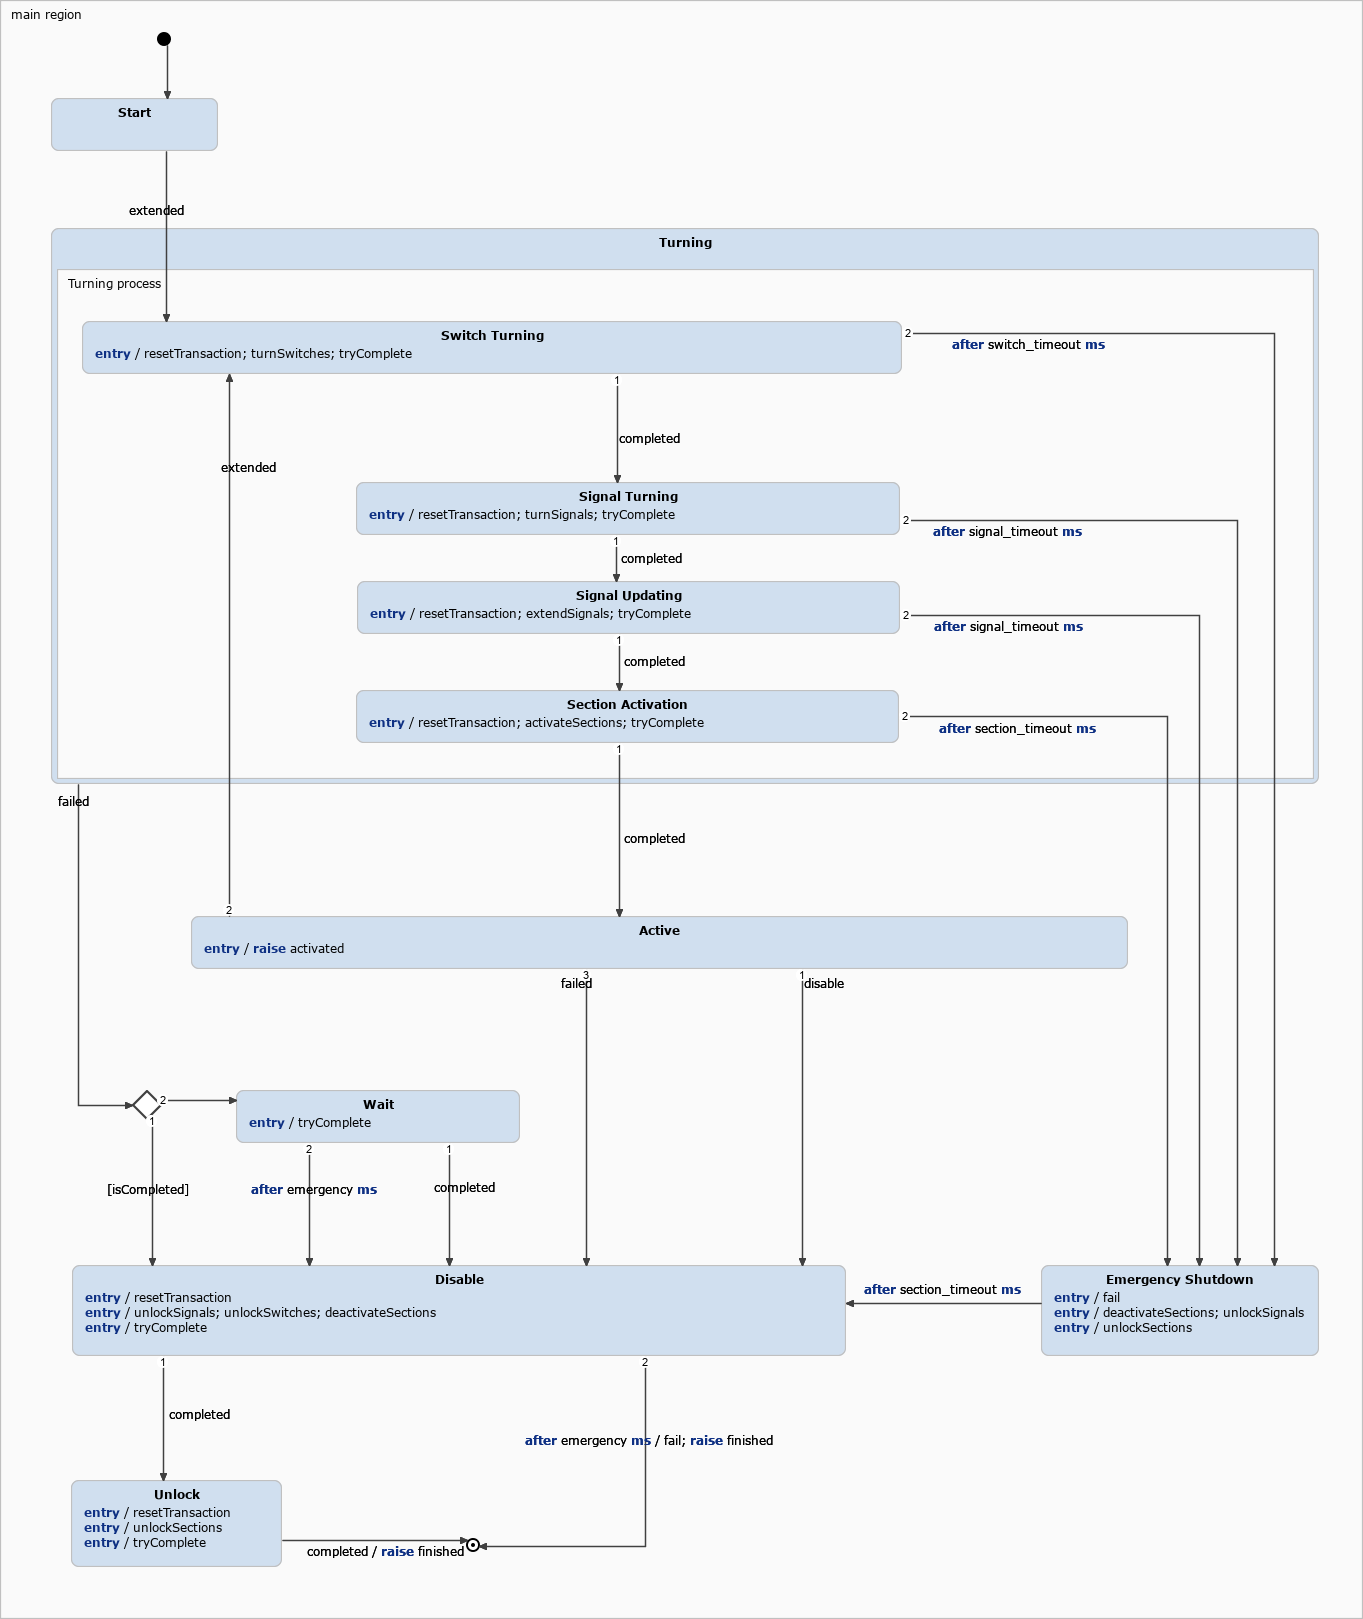 main region
Start
extended
Turning
Turning process
Switch Turning
entry / resetTransaction; turnSwitches; tryComplete
2
after switch_timeout ms
1
completed
extended
Signal Turning
entry / resetTransaction; turnSignals; tryComplete
2
after signal_timeout ms
1
completed
Signal Updating
entry / resetTransaction; extendSignals; tryComplete
2
after signal_timeout ms
1
completed
Section Activation
entry / resetTransaction; activateSections; tryComplete
2
after section_timeout ms
1
failed
completed
2
Active
entry / raise activated
3
failed
1
disable
2
1
Wait
entry / tryComplete
2
1
[isCompleted]
after emergency ms
completed
Disable
entry / resetTransaction
entry / unlockSignals; unlockSwitches; deactivateSections
entry / tryComplete
after section_timeout ms
Emergency Shutdown
entry / fail
entry / deactivateSections; unlockSignals
entry / unlockSections
1
2
completed
after emergency ms / fail; raise finished
Unlock
entry / resetTransaction
entry / unlockSections
entry / tryComplete
completed / raise finished